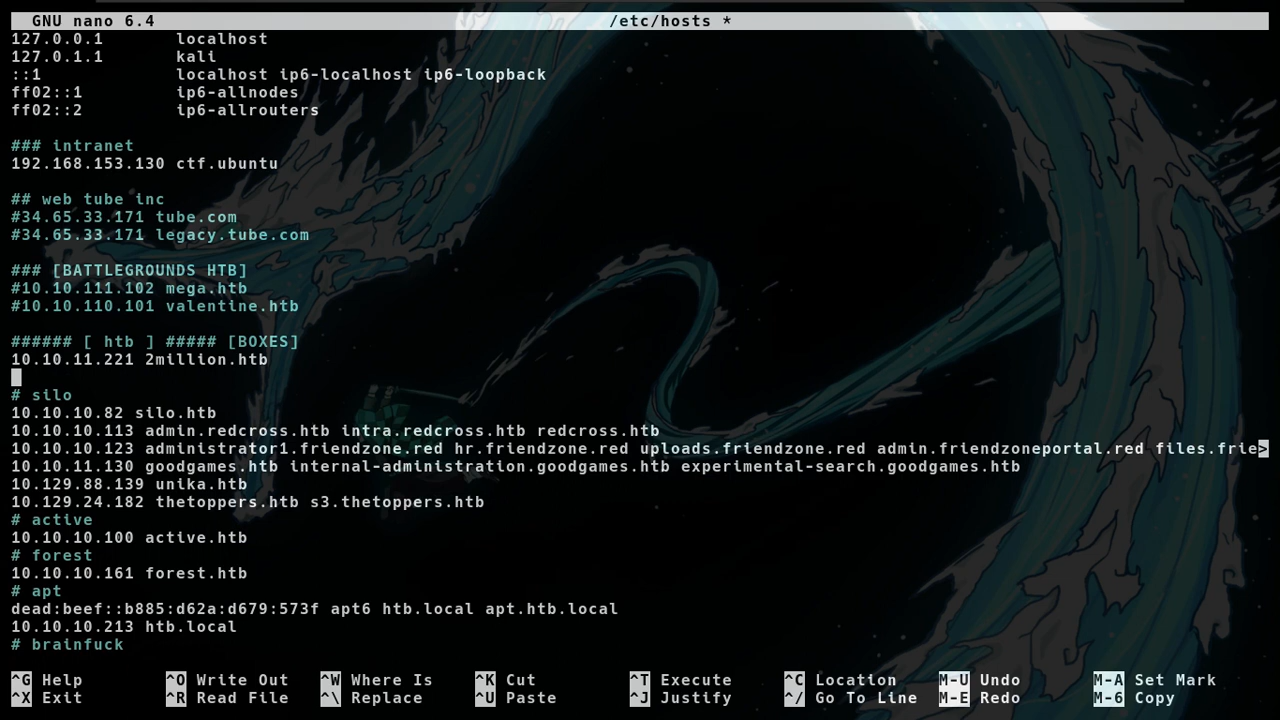 GNU nano 6.4 /etc/hosts *
127.0.0.1 localhost
127.0.1.1 kali
::1 localhost ip6-localhost ip6-loopback
ff02::1 ip6-allnodes
ff02::2 ip6-allrouters
### intranet
192.168.153.130 ctf.ubuntu
## web tube inc
#34.65.33.171 tube.com
#34.65.33.171 legacy.tube.com
### [BATTLEGROUNDS HTB]
#10.10.111.102 mega.htb
#10.10.110.101 valentine.htb
###### [ htb ] ##### [BOXES]
10.10.11.221 2million.htb
# silo
10.10.10.82 silo.htb
10.10.10.113 admin.redcross.htb intra.redcross.htb redcross.htb
10.10.10.123 administrator1.friendzone.red hr.friendzone.red uploads.friendzone.red admin.friendzoneportal.red files.frie>
10.10.11.130 goodgames.htb internal-administration.goodgames.htb experimental-search.goodgames.htb
10.129.88.139 unika.htb
10.129.24.182 thetoppers.htb s3.thetoppers.htb
# active
10.10.10.100 active.htb
# forest
10.10.10.161 forest.htb
# apt
dead:beef::b885:d62a:d679:573f apt6 htb.local apt.htb.local
10.10.10.213 htb.local
# brainfuck
^G Help ^O Write Out ^W Where Is ^K Cut ^T Execute ^C Location M-U Undo M-A Set Mark
^X Exit ^R Read File ^\ Replace ^U Paste ^J Justify ^/ Go To Line M-E Redo M-6 Copy